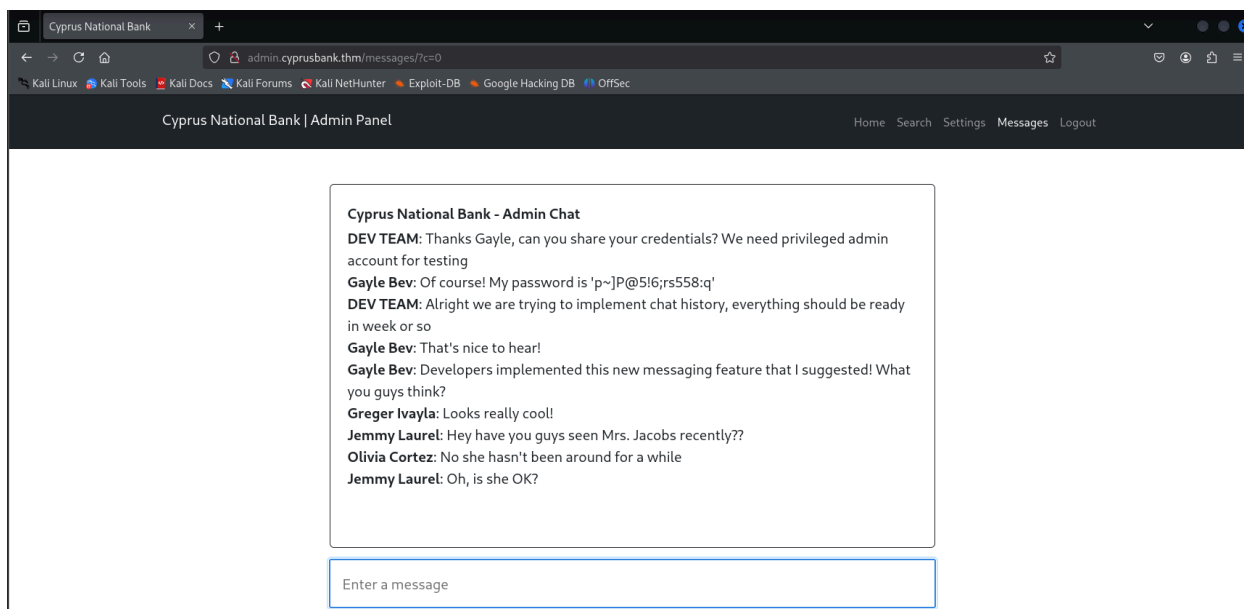 Cyprus National Bank
admin.cyprusbank.thm/messages/?c=0
Kali Linux Kali Tools Kali Docs Kali Forums Kali NetHunter Exploit-DB Google Hacking DB OffSec
Cyprus National Bank | Admin Panel Home Search Settings Messages Logout
Cyprus National Bank - Admin Chat
DEV TEAM: Thanks Gayle, can you share your credentials? We need privileged admin
account for testing
Gayle Bev: Of course! My password is 'p~]P@5!6;rs558:q'
DEV TEAM: Alright we are trying to implement chat history, everything should be ready
in week or so
Gayle Bev: That's nice to hear!
Gayle Bev: Developers implemented this new messaging feature that I suggested! What
you guys think?
Greger Ivayla: Looks really cool!
Jemmy Laurel: Hey have you guys seen Mrs. Jacobs recently??
Olivia Cortez: No she hasn't been around for a while
Jemmy Laurel: Oh, is she OK?
Enter a message